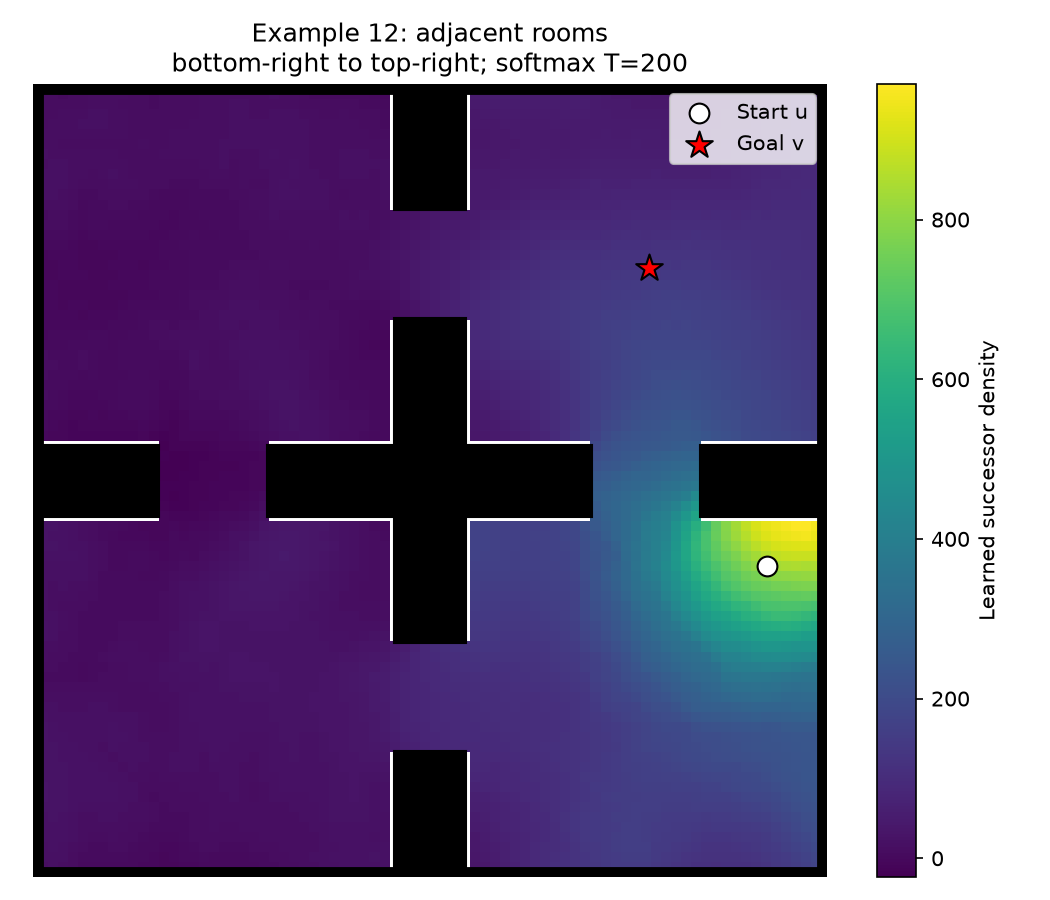 Example 12: adjacent rooms
bottom-right to top-right; softmax T=200
Start u
Goal v
800
600
400
200
0
Learned successor density